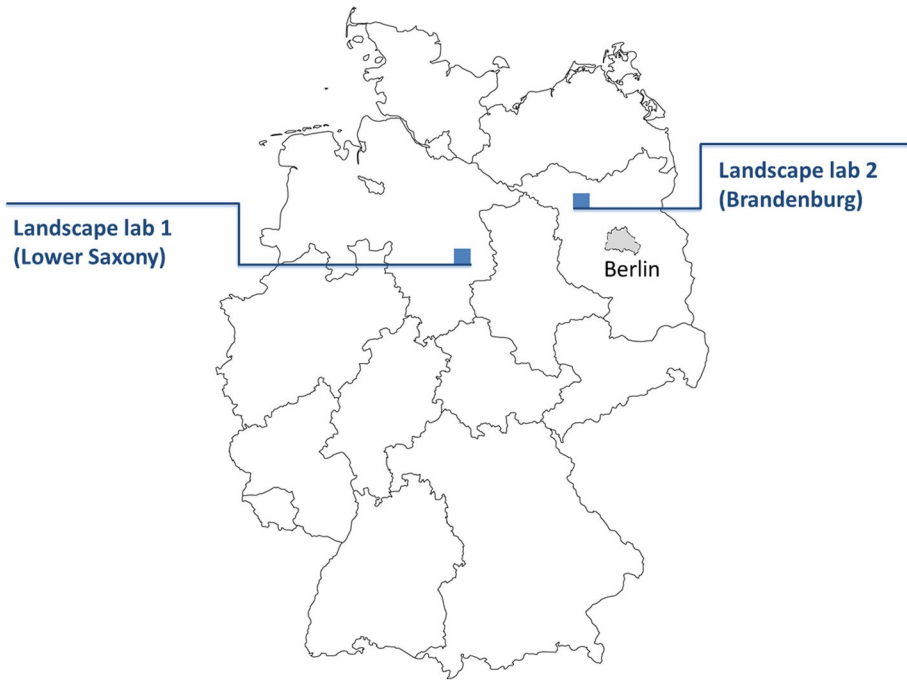 Landscape lab 2
(Brandenburg)
Landscape lab 1
(Lower Saxony)
Berlin